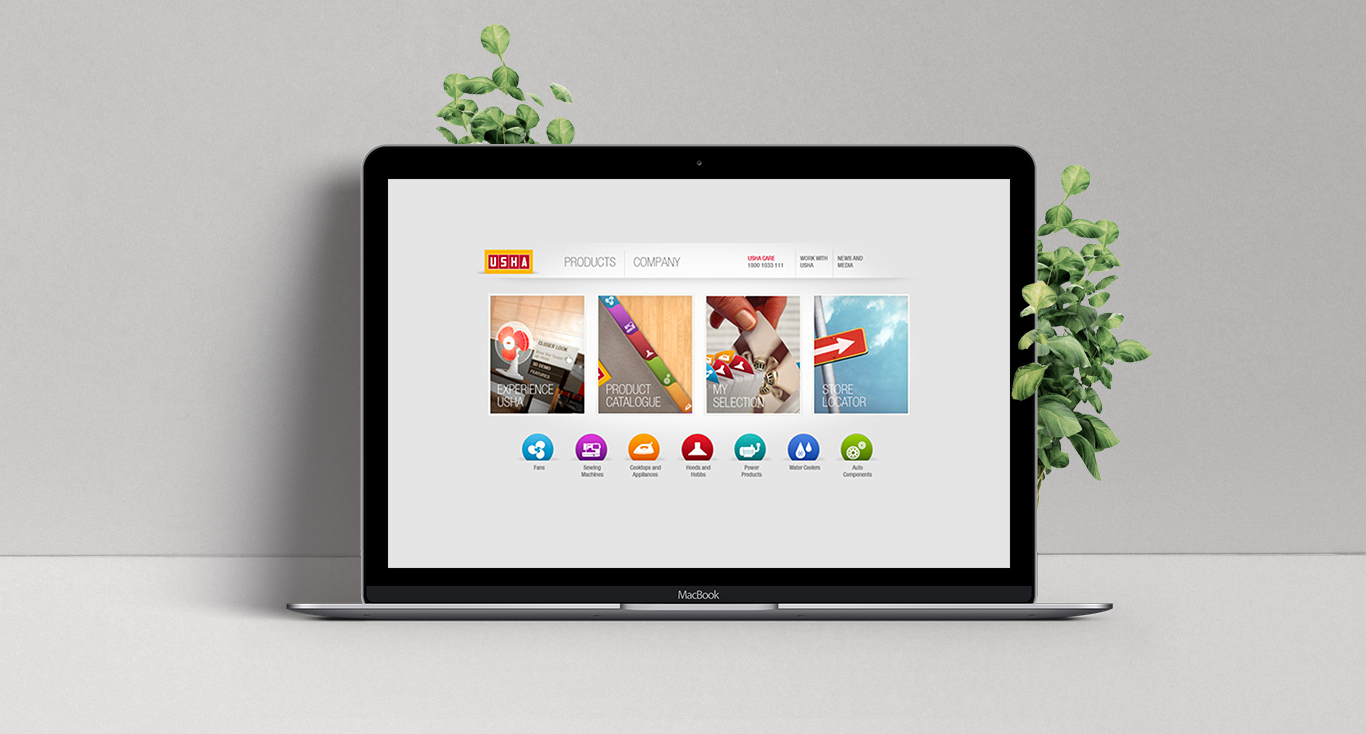 USHA
PRODUCTS
COMPANY
USHA CARE
1800 1033 111
WORK WITH
USHA
NEWS AND
MEDIA
CLOSER LOOK
3D DEMO
FEATURES
EXPERIENCE
USHA
PRODUCT
CATALOGUE
MY
SELECTION
STORE
LOCATOR
Fans
Sewing
Machines
Cooktops and
Appliances
Hoods and
Hobbs
Power
Products
Water Coolers
Auto
Components
MacBook